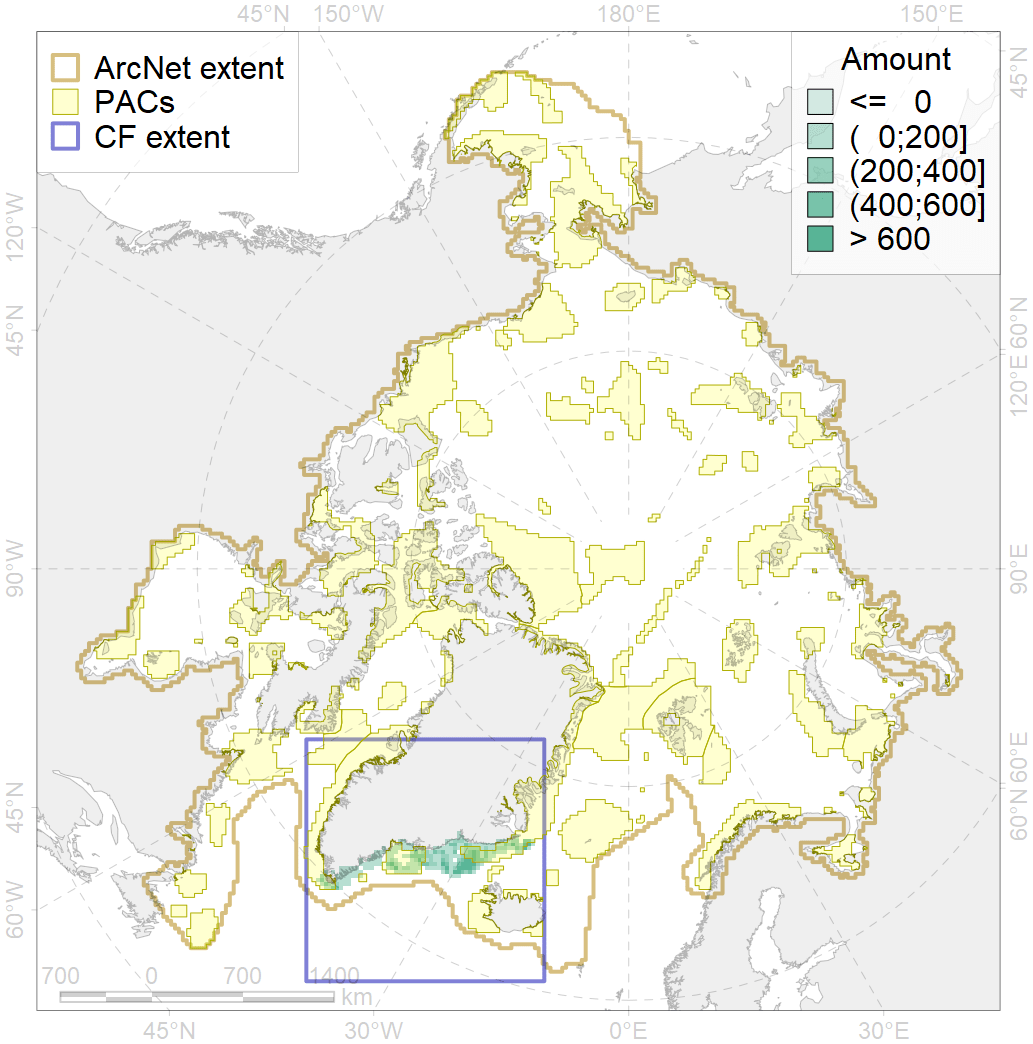 45°N 150°W 180°E 150°E
ArcNet extent
PACs
CF extent
Amount
<= 0
( 0;200]
(200;400]
(400;600]
> 600
45°N
120°W
45°N
90°W
45°N
60°W
60°N
120°E
90°E
60°E
60°N
700 0 700 1400
km
45°N 30°W 0°E 30°E